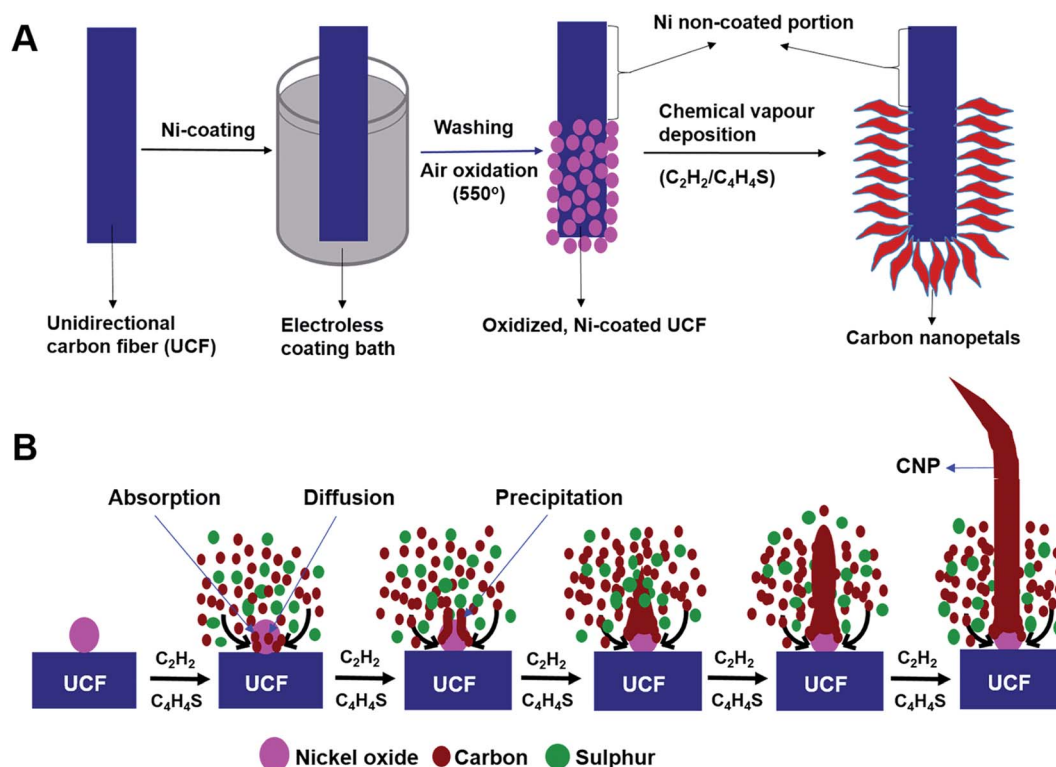 A
Ni non-coated portion
Ni-coating
Washing
Air oxidation
(550º)
Chemical vapour
deposition
(C₂H₂/C₄H₄S)
Unidirectional
carbon fiber (UCF)
Electroless
coating bath
Oxidized, Ni-coated UCF
Carbon nanopetals
B
CNP
Absorption
Diffusion
Precipitation
UCF
C₂H₂
C₄H₄S
UCF
C₂H₂
C₄H₄S
UCF
C₂H₂
C₄H₄S
UCF
C₂H₂
C₄H₄S
UCF
C₂H₂
C₄H₄S
UCF
Nickel oxide
Carbon
Sulphur